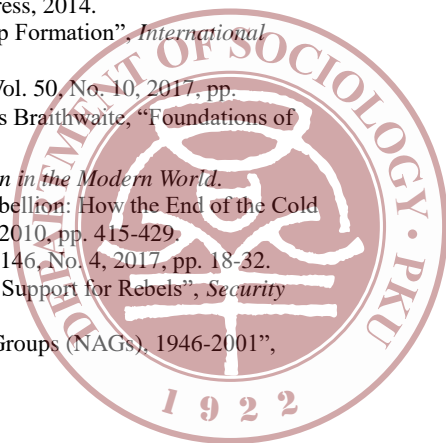 ress, 2014.
p Formation”, International
Vol. 50, No. 10, 2017, pp.
s Braithwaite, “Foundations of
n in the Modern World.
bellion: How the End of the Cold
2010, pp. 415-429.
146, No. 4, 2017, pp. 18-32.
Support for Rebels”, Security
Groups (NAGs), 1946-2001”,
DEPARTMENT OF SOCIOLOGY · PKU
1922